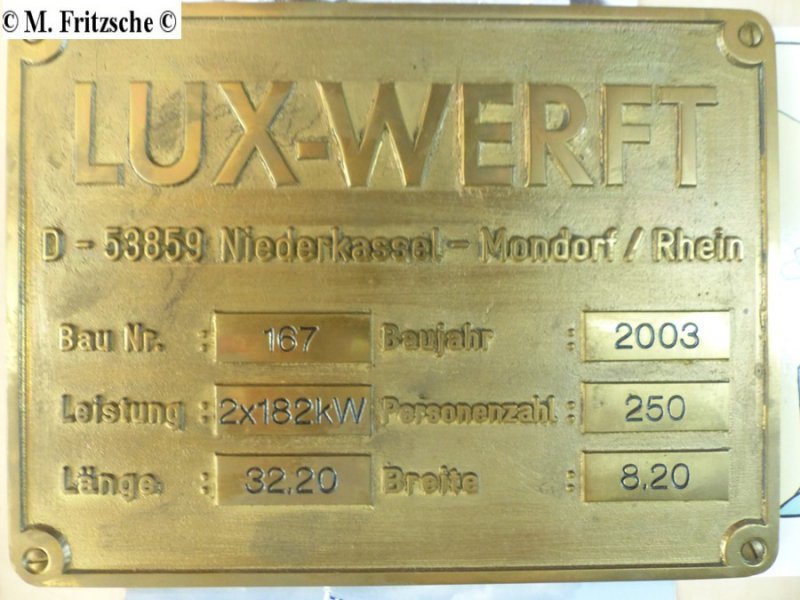 © M. Fritzsche ©
LUX-WERFT
D - 53859 Niederkassel - Mondorf / Rhein
Bau Nr. : 167 Baujahr : 2003
Leistung : 2x182kW Personenzahl : 250
Länge. : 32,20 Breite : 8,20